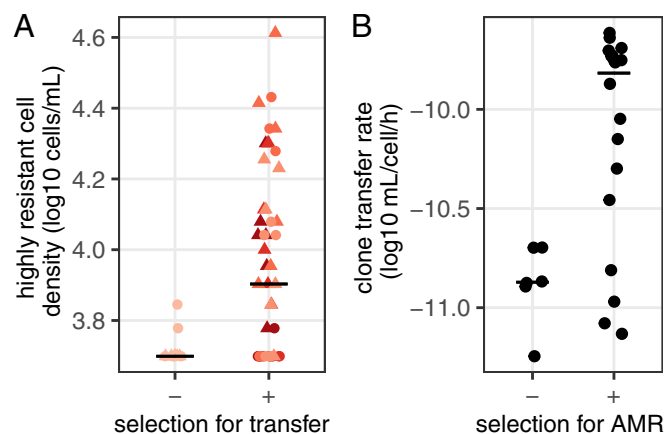 A
highly resistant cell
density (log10 cells/mL)
4.6
4.4
4.2
4.0
3.8
−
+
selection for transfer
B
clone transfer rate
(log10 mL/cell/h)
−10.0
−10.5
−11.0
−
+
selection for AMR